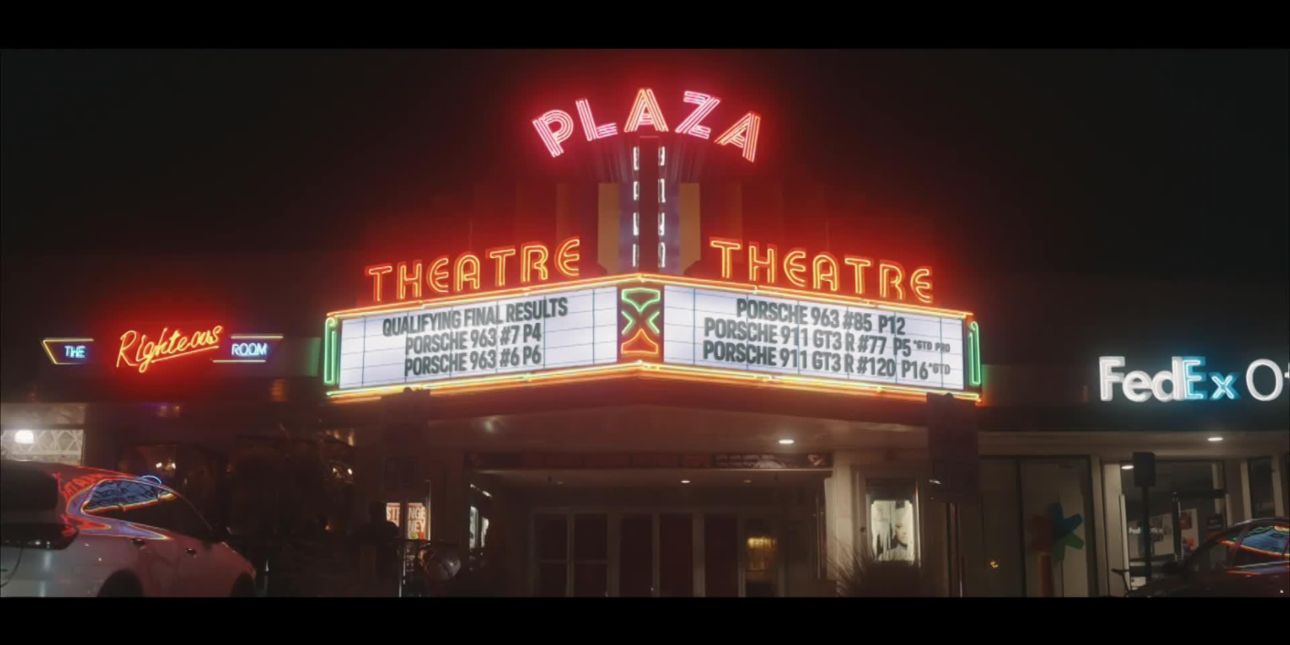 PLAZA
THEATRE
THEATRE
QUALIFYING FINAL RESULTS
PORSCHE 963 #7 P4
PORSCHE 963 #6 P6
PORSCHE 963 #85 P12
PORSCHE 911 GT3 R #77 P5 *GTD PRO
PORSCHE 911 GT3 R #120 P16 *GTD
THE Righteous ROOM
FedEx
STRANGE